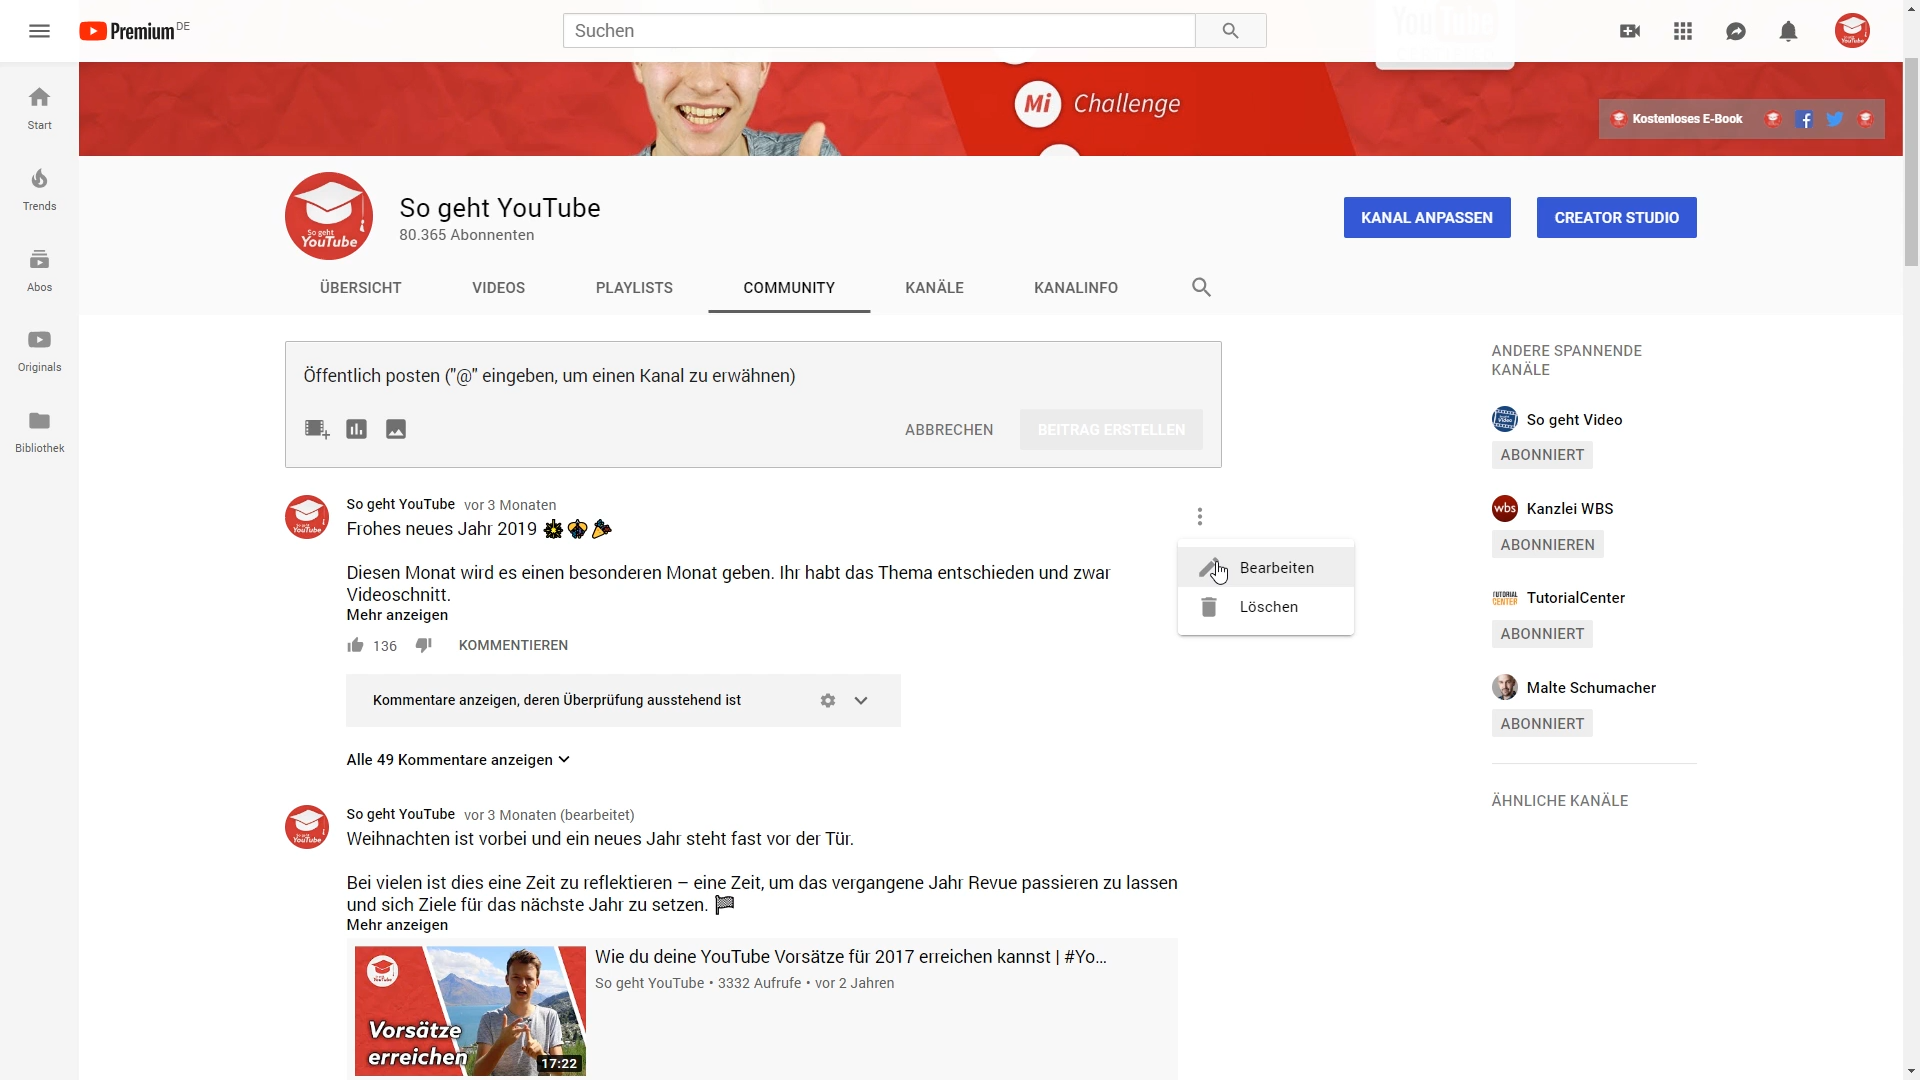 Premium DE
Suchen
Start
Trends
Abos
Originals
Bibliothek
Mi Challenge
Kostenloses E-Book
So geht YouTube
So geht YouTube
80.365 Abonnenten
KANAL ANPASSEN
CREATOR STUDIO
ÜBERSICHT
VIDEOS
PLAYLISTS
COMMUNITY
KANÄLE
KANALINFO
Öffentlich posten ("@" eingeben, um einen Kanal zu erwähnen)
ABBRECHEN
BEITRAG ERSTELLEN
So geht YouTube vor 3 Monaten
Frohes neues Jahr 2019
Diesen Monat wird es einen besonderen Monat geben. Ihr habt das Thema entschieden und zwar
Videoschnitt.
Mehr anzeigen
136
KOMMENTIEREN
Bearbeiten
Löschen
Kommentare anzeigen, deren Überprüfung ausstehend ist
Alle 49 Kommentare anzeigen
So geht YouTube vor 3 Monaten (bearbeitet)
Weihnachten ist vorbei und ein neues Jahr steht fast vor der Tür.
Bei vielen ist dies eine Zeit zu reflektieren – eine Zeit, um das vergangene Jahr Revue passieren zu lassen
und sich Ziele für das nächste Jahr zu setzen.
Mehr anzeigen
Vorsätze
erreichen
17:22
Wie du deine YouTube Vorsätze für 2017 erreichen kannst | #Yo...
So geht YouTube • 3332 Aufrufe • vor 2 Jahren
ANDERE SPANNENDE
KANÄLE
So geht Video
ABONNIERT
wbs
Kanzlei WBS
ABONNIEREN
TUTORIAL
CENTER
TutorialCenter
ABONNIERT
Malte Schumacher
ABONNIERT
ÄHNLICHE KANÄLE